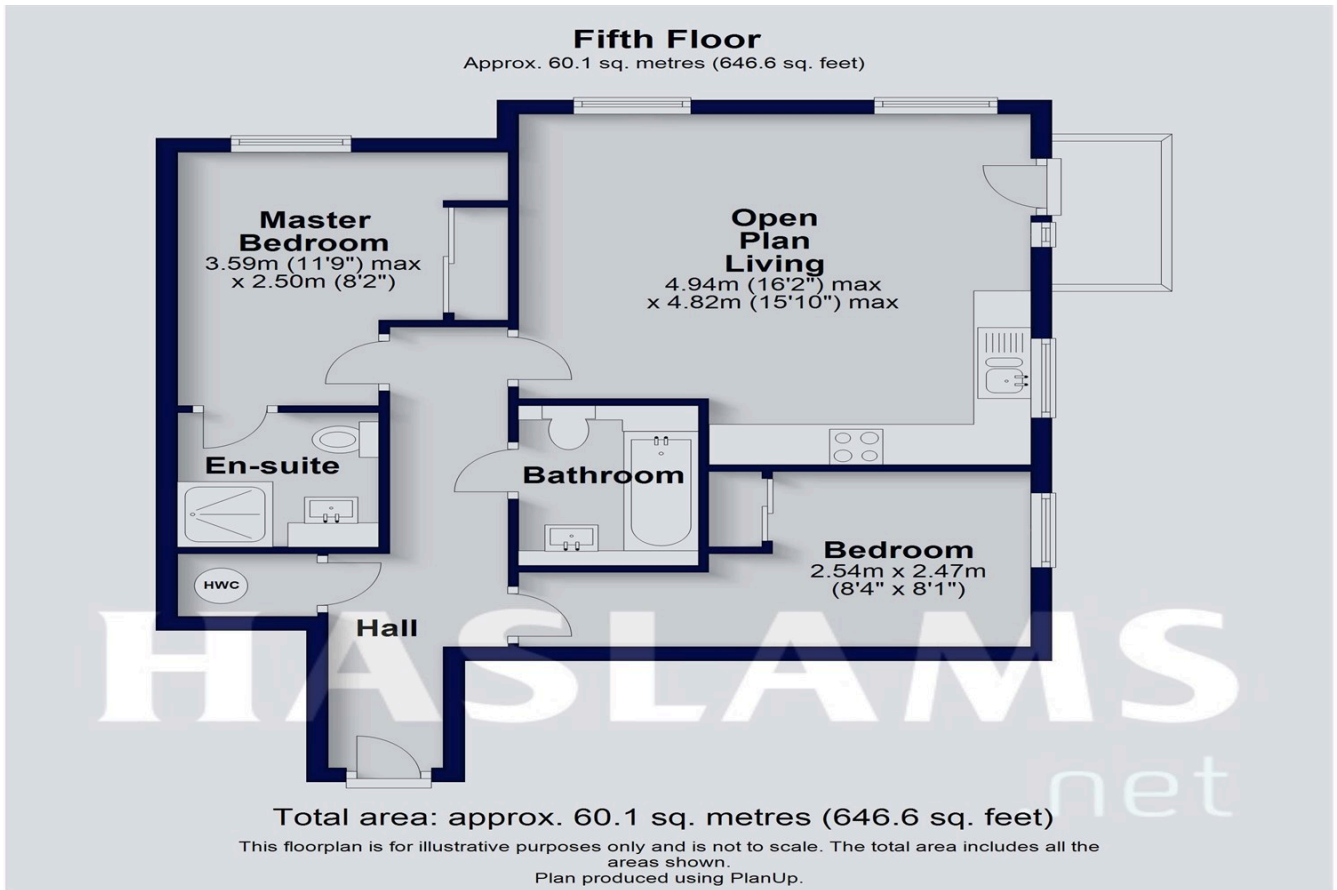 Fifth Floor
Approx. 60.1 sq. metres (646.6 sq. feet)
Master
Bedroom
3.59m (11'9") max
x 2.50m (8'2")
Open
Plan
Living
4.94m (16'2") max
x 4.82m (15'10") max
En-suite
Bathroom
Bedroom
2.54m x 2.47m
(8'4" x 8'1")
HWC
Hall
HASLAMS
.net
Total area: approx. 60.1 sq. metres (646.6 sq. feet)
This floorplan is for illustrative purposes only and is not to scale. The total area includes all the
areas shown.
Plan produced using PlanUp.